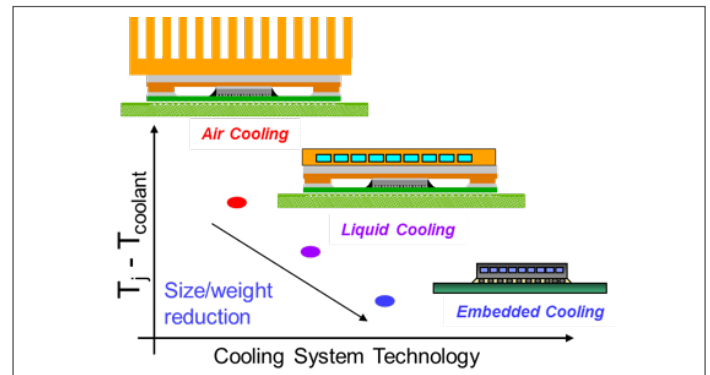 Air Cooling
Liquid Cooling
Embedded Cooling
Tj - Tcoolant
Size/weight
reduction
Cooling System Technology